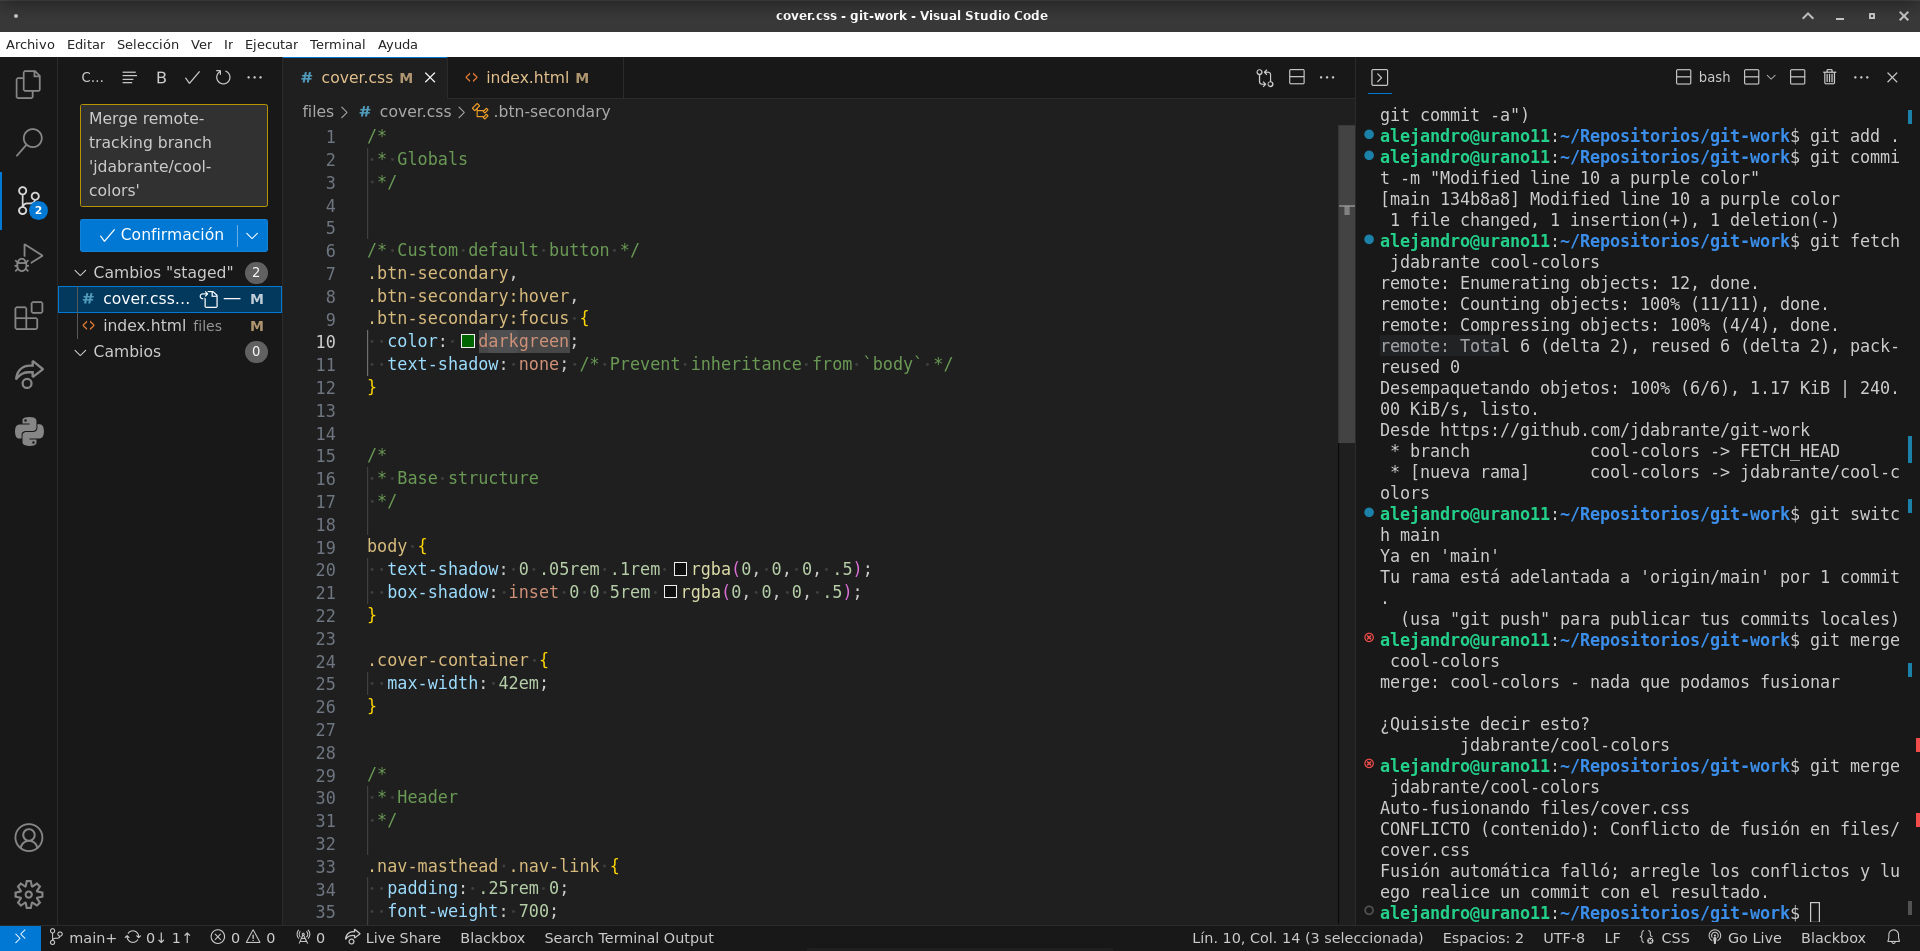 cover.css - git-work - Visual Studio Code
Archivo Editar Selección Ver Ir Ejecutar Terminal Ayuda
C... B
Merge remote-
tracking branch
'jdabrante/cool-
colors'
Confirmación
Cambios "staged" 2
# cover.css... M
<> index.html files M
Cambios 0
2
# cover.css M
<> index.html M
files > # cover.css > .btn-secondary
1 /*
2 * Globals
3 */
4
5
6 /* Custom default button */
7 .btn-secondary,
8 .btn-secondary:hover,
9 .btn-secondary:focus {
10 color: darkgreen;
11 text-shadow: none; /* Prevent inheritance from `body` */
12 }
13
14
15 /*
16 * Base structure
17 */
18
19 body {
20 text-shadow: 0 .05rem .1rem rgba(0, 0, 0, .5);
21 box-shadow: inset 0 0 5rem rgba(0, 0, 0, .5);
22 }
23
24 .cover-container {
25 max-width: 42em;
26 }
27
28
29 /*
30 * Header
31 */
32
33 .nav-masthead .nav-link {
34 padding: .25rem 0;
35 font-weight: 700;
bash
git commit -a")
alejandro@urano11:~/Repositorios/git-work$ git add .
alejandro@urano11:~/Repositorios/git-work$ git commi
t -m "Modified line 10 a purple color"
[main 134b8a8] Modified line 10 a purple color
1 file changed, 1 insertion(+), 1 deletion(-)
alejandro@urano11:~/Repositorios/git-work$ git fetch
jdabrante cool-colors
remote: Enumerating objects: 12, done.
remote: Counting objects: 100% (11/11), done.
remote: Compressing objects: 100% (4/4), done.
remote: Total 6 (delta 2), reused 6 (delta 2), pack-
reused 0
Desempaquetando objetos: 100% (6/6), 1.17 KiB | 240.
00 KiB/s, listo.
Desde https://github.com/jdabrante/git-work
* branch cool-colors -> FETCH_HEAD
* [nueva rama] cool-colors -> jdabrante/cool-c
olors
alejandro@urano11:~/Repositorios/git-work$ git switc
h main
Ya en 'main'
Tu rama está adelantada a 'origin/main' por 1 commit
.
(usa "git push" para publicar tus commits locales)
alejandro@urano11:~/Repositorios/git-work$ git merge
cool-colors
merge: cool-colors - nada que podamos fusionar
¿Quisiste decir esto?
jdabrante/cool-colors
alejandro@urano11:~/Repositorios/git-work$ git merge
jdabrante/cool-colors
Auto-fusionando files/cover.css
CONFLICTO (contenido): Conflicto de fusión en files/
cover.css
Fusión automática falló; arregle los conflictos y lu
ego realice un commit con el resultado.
alejandro@urano11:~/Repositorios/git-work$
main+ 0↓ 1↑ 0 0 0 Live Share Blackbox Search Terminal Output Lín. 10, Col. 14 (3 seleccionada) Espacios: 2 UTF-8 LF {} CSS Go Live Blackbox